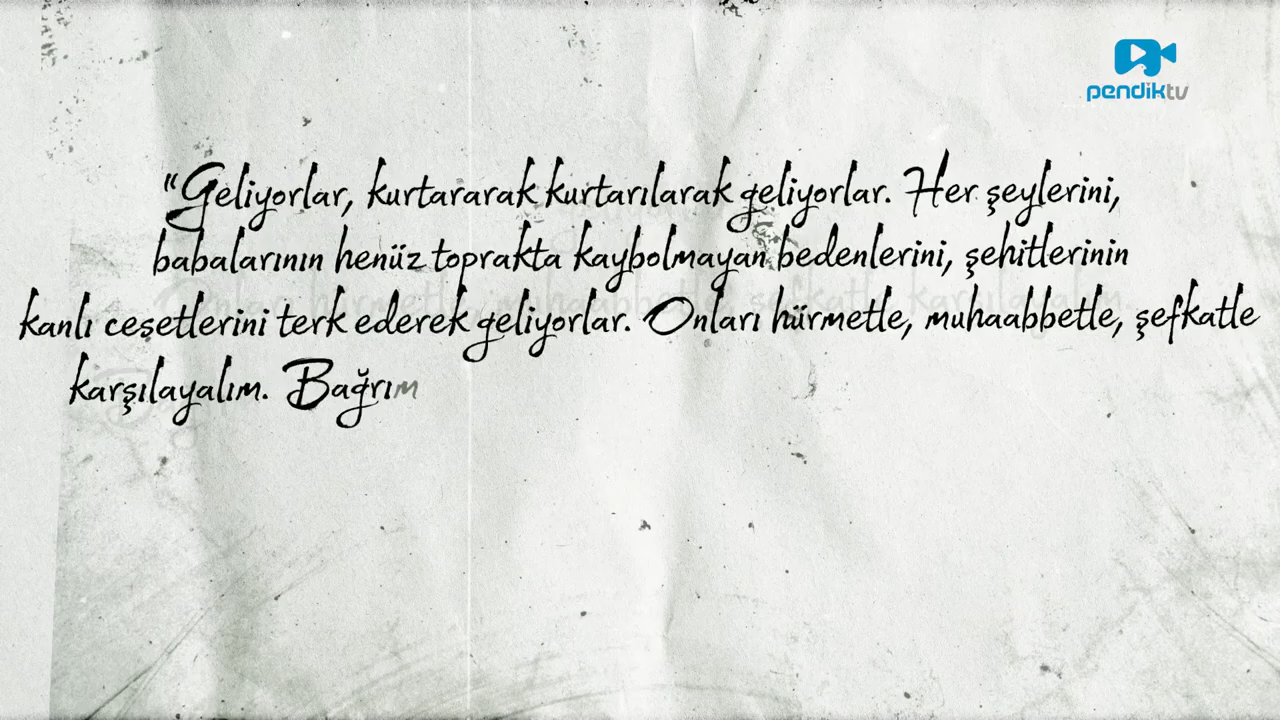 pendiktv
"Geliyorlar, kurtararak kurtarılarak geliyorlar. Her şeylerini,
babalarının henüz toprakta kaybolmayan bedenlerini, şehitlerinin
kanlı cesetlerini terk ederek geliyorlar. Onları hürmetle, muhaabbetle, şefkatle
karşılayalım. Bağrım